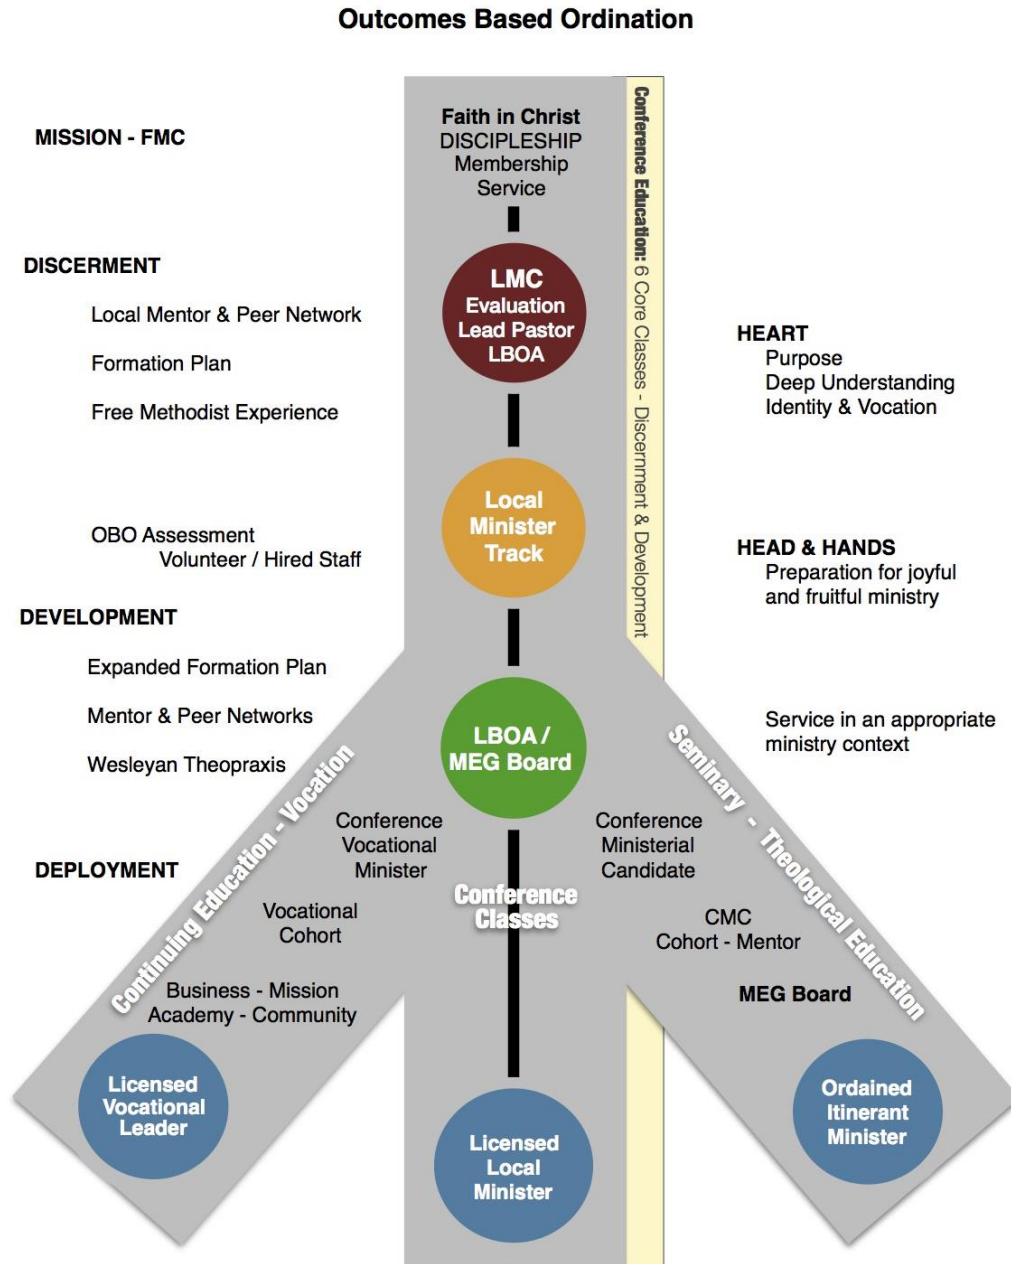 Outcomes Based Ordination
MISSION - FMC
Faith in Christ
DISCIPLESHIP
Membership
Service
Conference Education: 6 Core Classes - Discernment & Development
DISCERMENT
Local Mentor & Peer Network
Formation Plan
Free Methodist Experience
LMC
Evaluation
Lead Pastor
LBOA
HEART
Purpose
Deep Understanding
Identity & Vocation
OBO Assessment
Volunteer / Hired Staff
Local
Minister
Track
HEAD & HANDS
Preparation for joyful
and fruitful ministry
DEVELOPMENT
Expanded Formation Plan
Mentor & Peer Networks
Wesleyan Theopraxis
LBOA /
MEG Board
Service in an appropriate
ministry context
Continuing Education - Vocation
Seminary - Theological Education
DEPLOYMENT
Conference
Vocational
Minister
Vocational
Cohort
Business - Mission
Academy - Community
Conference
Classes
Conference
Ministerial
Candidate
CMC
Cohort - Mentor
MEG Board
Licensed
Vocational
Leader
Licensed
Local
Minister
Ordained
Itinerant
Minister